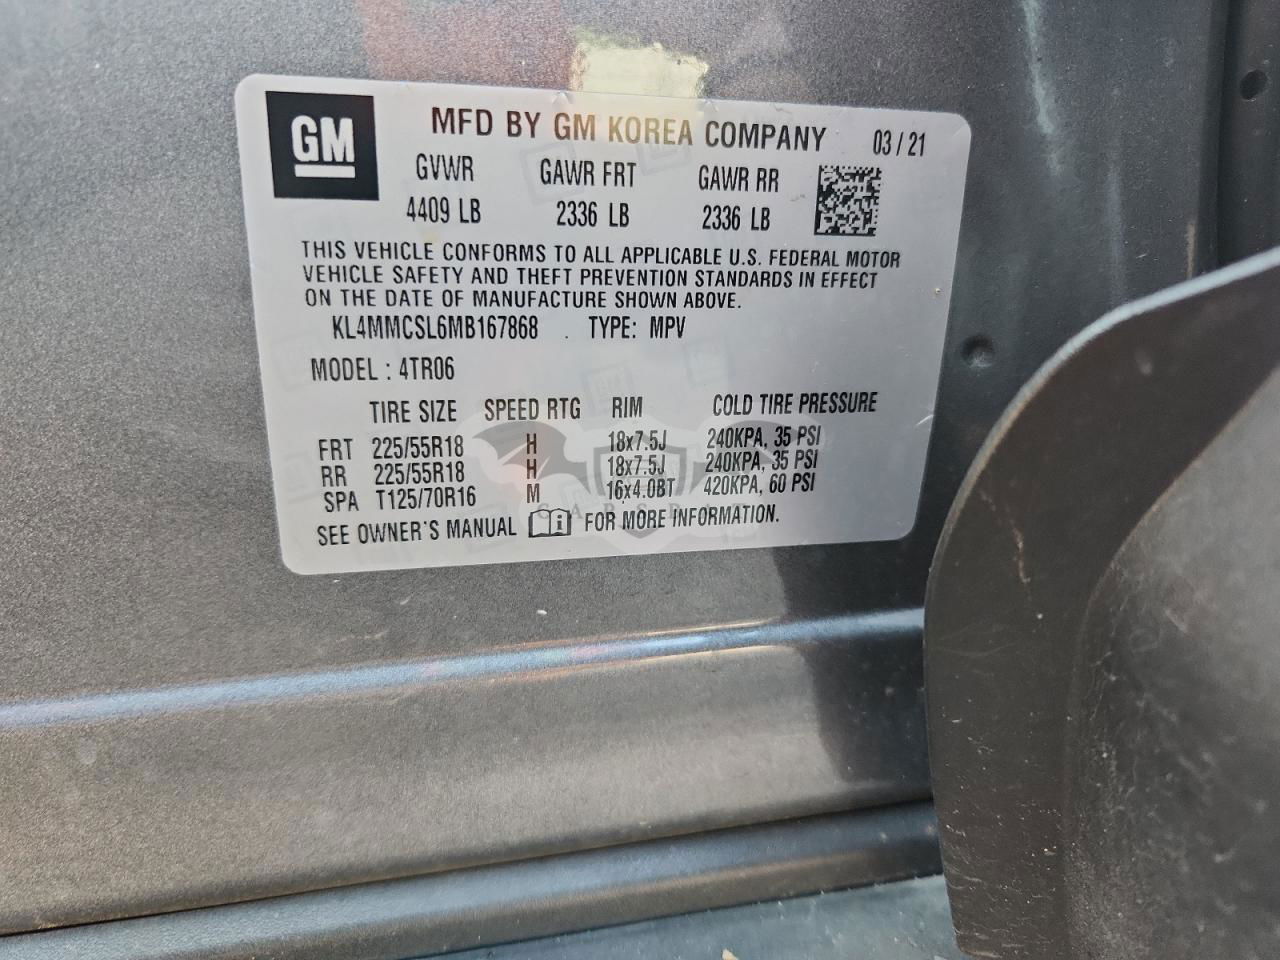 GM MFD BY GM KOREA COMPANY 03/21
GVWR GAWR FRT GAWR RR
4409 LB 2336 LB 2336 LB
THIS VEHICLE CONFORMS TO ALL APPLICABLE U.S. FEDERAL MOTOR
VEHICLE SAFETY AND THEFT PREVENTION STANDARDS IN EFFECT
ON THE DATE OF MANUFACTURE SHOWN ABOVE.
KL4MMCSL6MB167868 . TYPE: MPV
MODEL : 4TR06
TIRE SIZE SPEED RTG RIM COLD TIRE PRESSURE
FRT 225/55R18 H 18x7.5J 240KPA, 35 PSI
RR 225/55R18 H 18x7.5J 240KPA, 35 PSI
SPA T125/70R16 M 16x4.0BT 420KPA, 60 PSI
SEE OWNER'S MANUAL i FOR MORE INFORMATION.